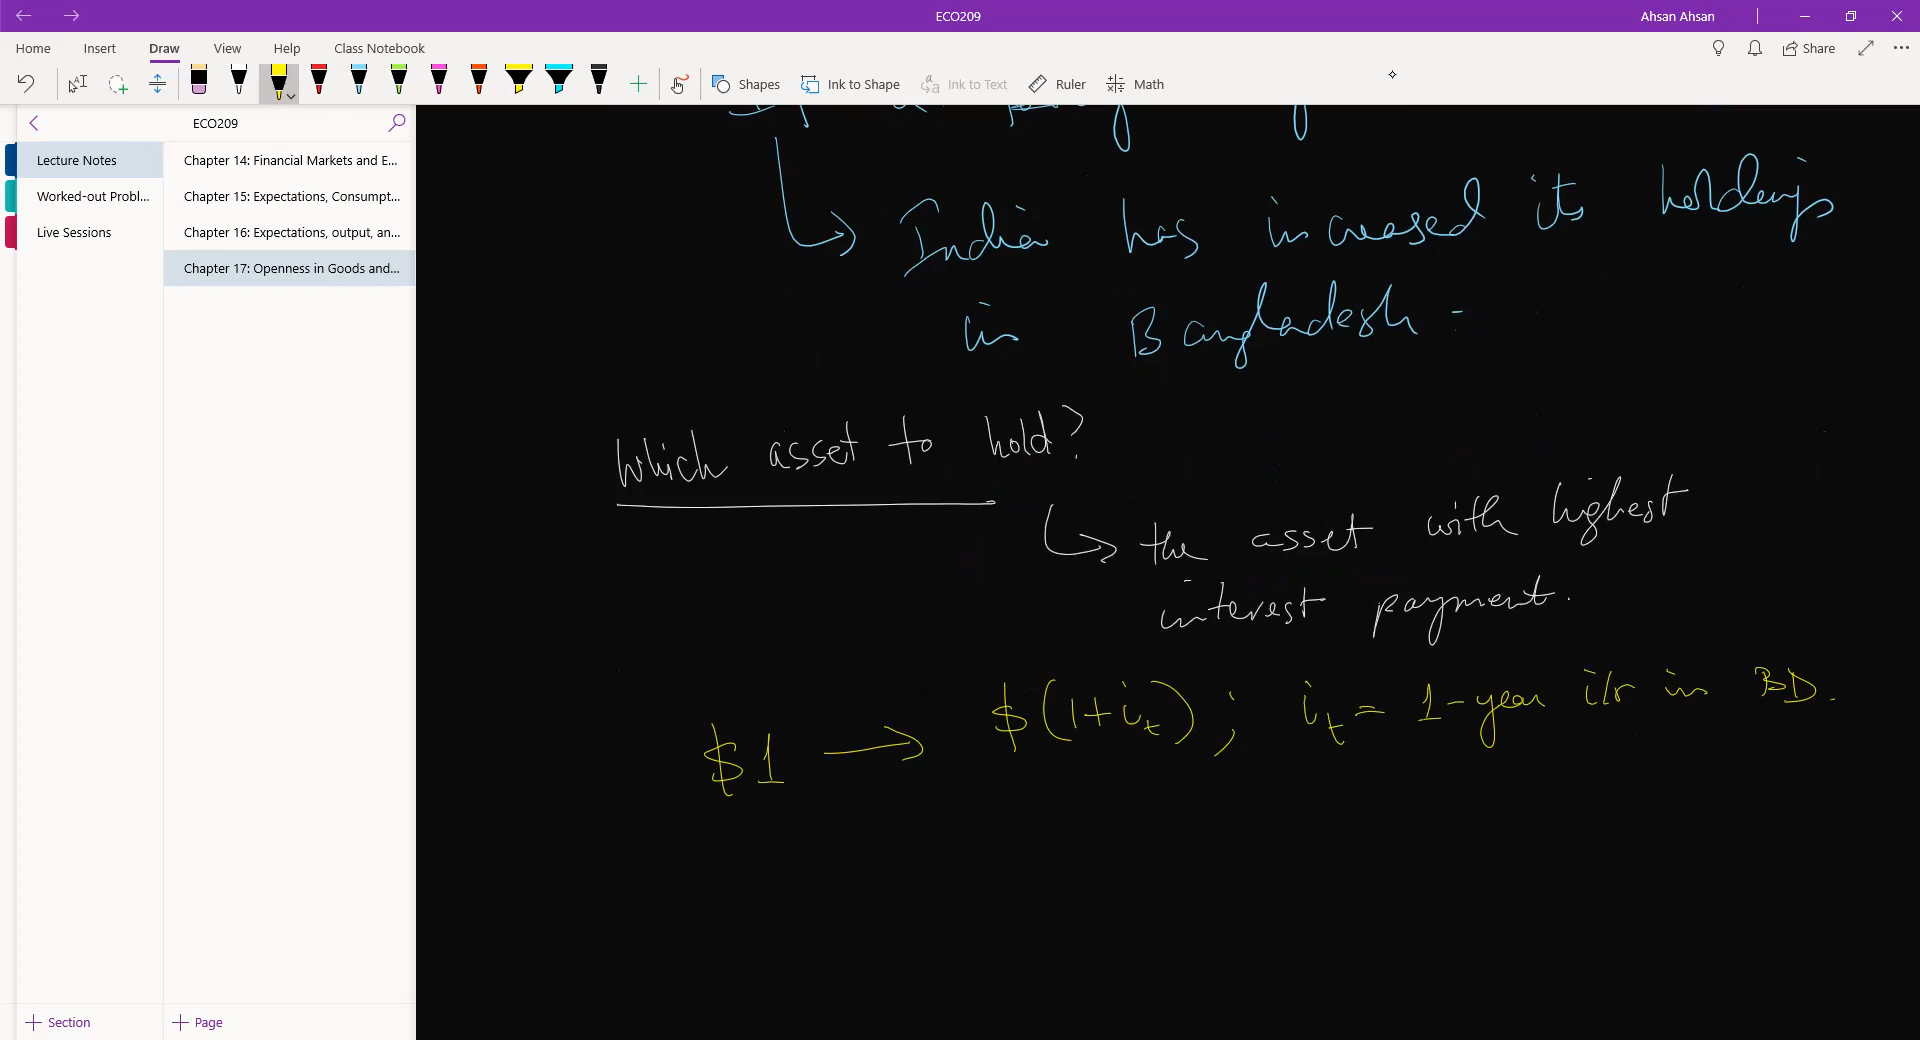 ECO209
Ahsan Ahsan
Home Insert Draw View Help Class Notebook
Share
Shapes Ink to Shape Ink to Text Ruler Math
ECO209
Lecture Notes
Worked-out Probl...
Live Sessions
Chapter 14: Financial Markets and E...
Chapter 15: Expectations, Consumpt...
Chapter 16: Expectations, output, an...
Chapter 17: Openness in Goods and...
India has increased its holdings
in Bangladesh -
Which asset to hold?
↳ the asset with highest
interest payment.
$1 → $(1+i_t) ; i_t = 1-year i/r in BD.
+ Section
+ Page